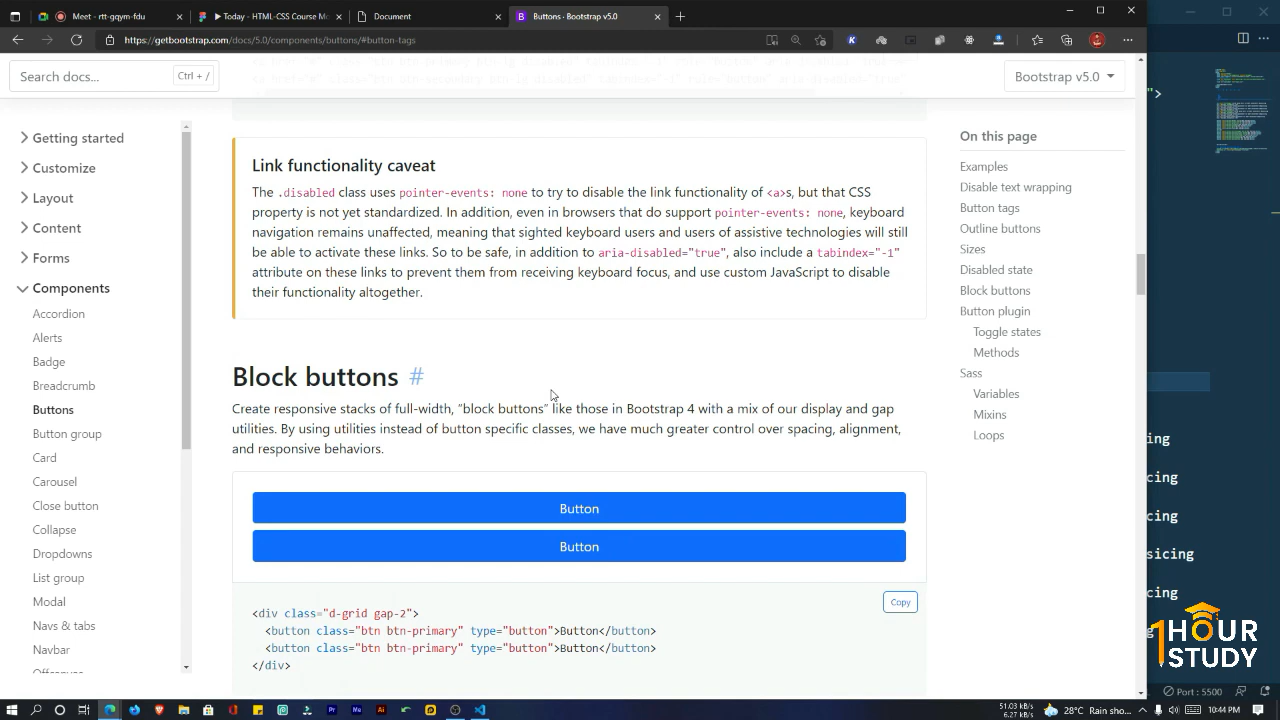 Meet - rtt-gqym-fdu
Today - HTML-CSS Course Mo
Document
Buttons · Bootstrap v5.0
https://getbootstrap.com/docs/5.0/components/buttons/#button-tags
Search docs...
Ctrl + /
Bootstrap v5.0
Getting started
Customize
Layout
Content
Forms
Components
Accordion
Alerts
Badge
Breadcrumb
Buttons
Button group
Card
Carousel
Close button
Collapse
Dropdowns
List group
Modal
Navs & tabs
Navbar
Offcanvas
Link functionality caveat
The .disabled class uses pointer-events: none to try to disable the link functionality of <a>s, but that CSS
property is not yet standardized. In addition, even in browsers that do support pointer-events: none, keyboard
navigation remains unaffected, meaning that sighted keyboard users and users of assistive technologies will still
be able to activate these links. So to be safe, in addition to aria-disabled="true", also include a tabindex="-1"
attribute on these links to prevent them from receiving keyboard focus, and use custom JavaScript to disable
their functionality altogether.
Block buttons #
Create responsive stacks of full-width, “block buttons” like those in Bootstrap 4 with a mix of our display and gap
utilities. By using utilities instead of button specific classes, we have much greater control over spacing, alignment,
and responsive behaviors.
Button
Button
Copy
<div class="d-grid gap-2">
<button class="btn btn-primary" type="button">Button</button>
<button class="btn btn-primary" type="button">Button</button>
</div>
On this page
Examples
Disable text wrapping
Button tags
Outline buttons
Sizes
Disabled state
Block buttons
Button plugin
Toggle states
Methods
Sass
Variables
Mixins
Loops
">
ing
cing
cing
sicing
cing
1HOUR
STUDY
Port : 5500
51.03 kB/s
6.27 kB/s
28°C Rain sho...
10:44 PM